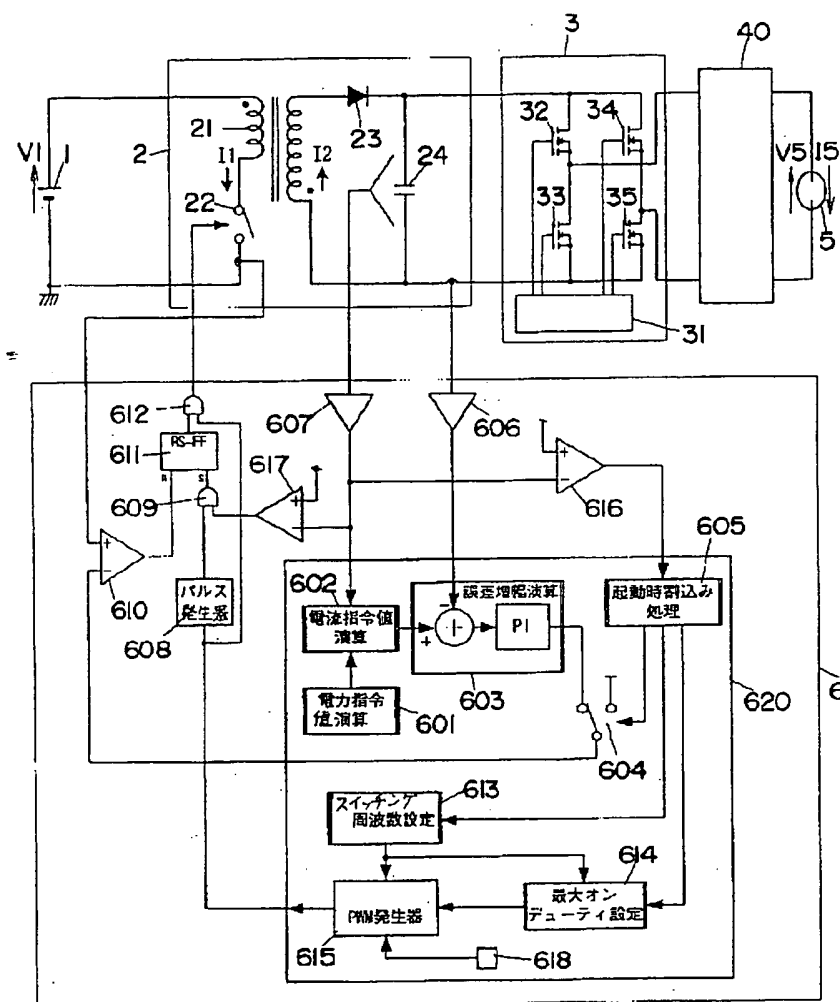 3
40
2
21
I1
22
V1
1
23
I2
24
32
34
33
35
31
V5
I5
5
612
RS-FF
611
R
S
609
610
パルス
発生器
608
617
+
−
607
606
+
−
616
605
起動時割込み
処理
602
電流指令値
演算
誤差増幅演算
−
+
PI
603
電力指令
値演算
601
604
620
6
+
−
613
スイッチング
周波数設定
614
最大オン
デューティ設定
PWM発生器
615
618